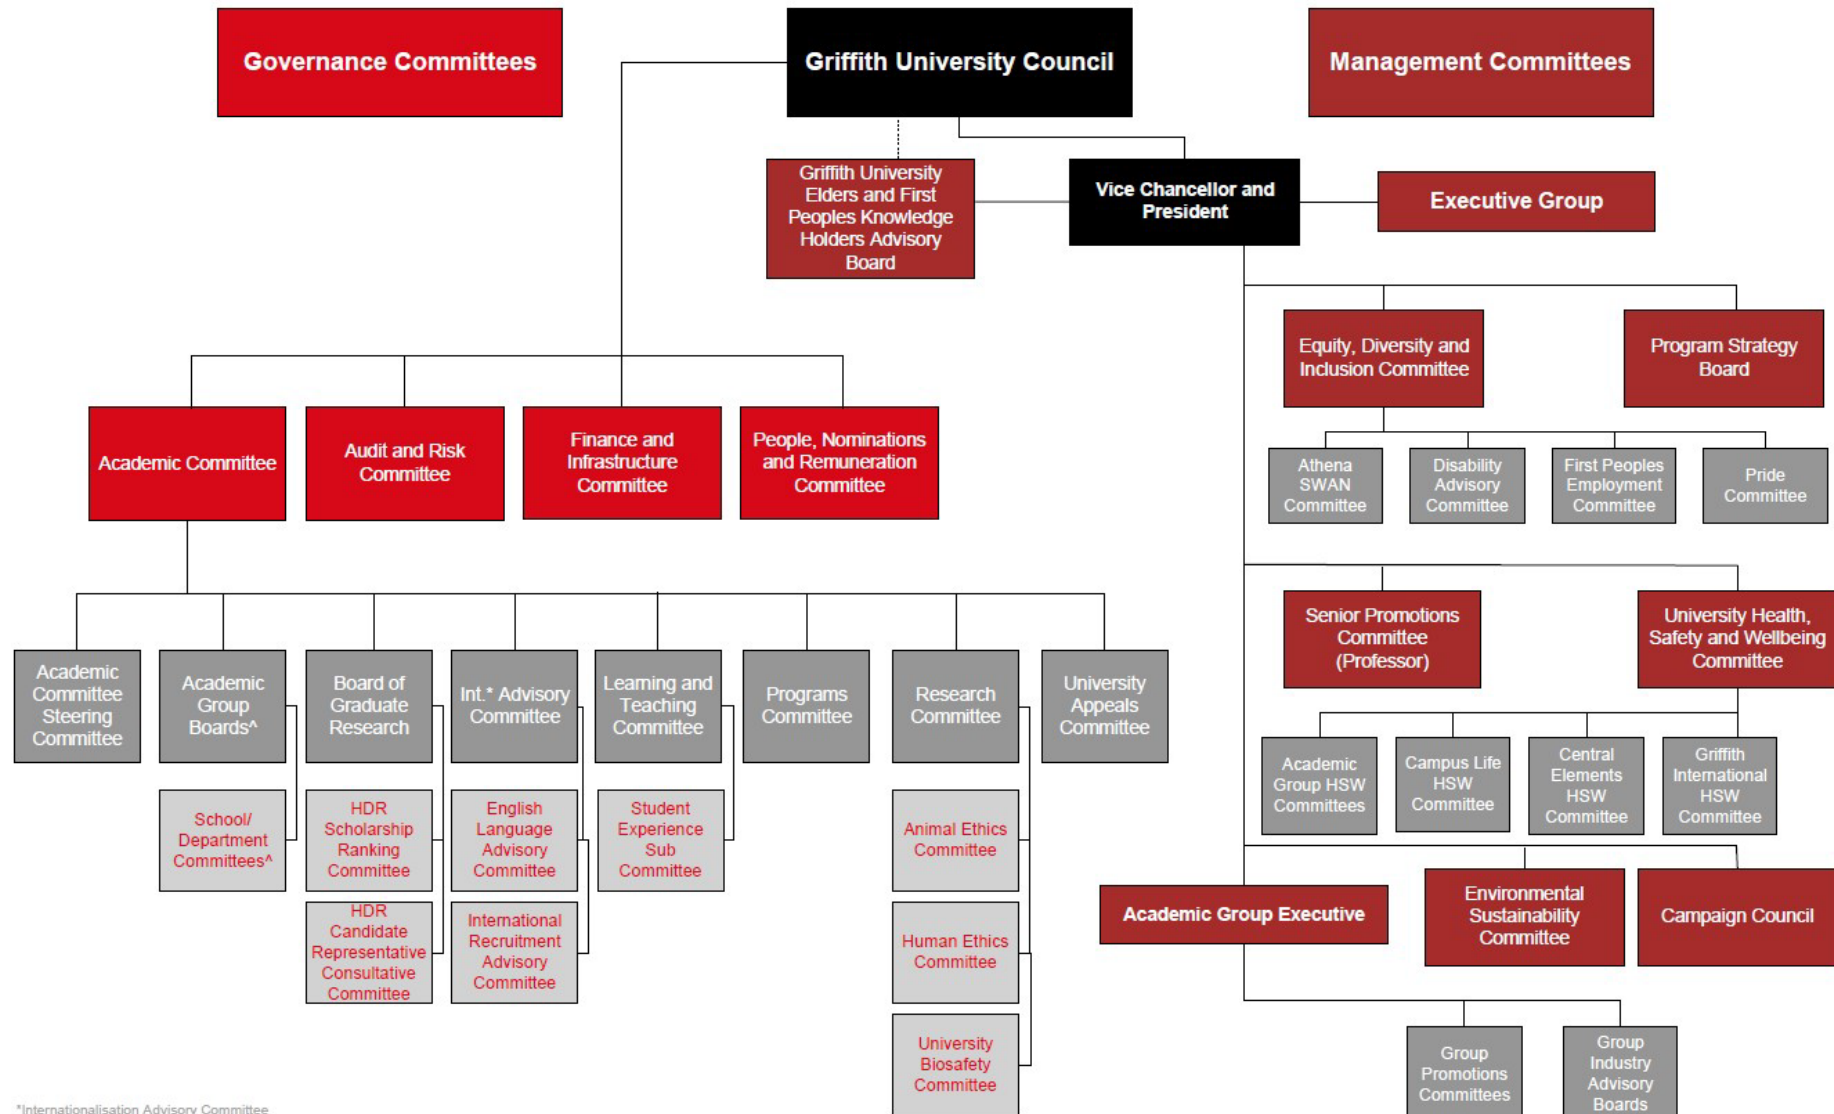 Governance Committees
Griffith University Council
Management Committees
Griffith University
Elders and First
Peoples Knowledge
Holders Advisory
Board
Vice Chancellor and
President
Executive Group
Equity, Diversity and
Inclusion Committee
Program Strategy
Board
Athena
SWAN
Committee
Disability
Advisory
Committee
First Peoples
Employment
Committee
Pride
Committee
Academic Committee
Audit and Risk
Committee
Finance and
Infrastructure
Committee
People, Nominations
and Remuneration
Committee
Senior Promotions
Committee
(Professor)
University Health,
Safety and Wellbeing
Committee
Academic
Committee
Steering
Committee
Academic
Group
Boards^
Board of
Graduate
Research
Int.* Advisory
Committee
Learning and
Teaching
Committee
Programs
Committee
Research
Committee
University
Appeals
Committee
Academic
Group HSW
Committees
Campus Life
HSW
Committee
Central
Elements
HSW
Committee
Griffith
International
HSW
Committee
School/
Department
Committees^
HDR
Scholarship
Ranking
Committee
English
Language
Advisory
Committee
Student
Experience
Sub
Committee
Animal Ethics
Committee
HDR
Candidate
Representative
Consultative
Committee
International
Recruitment
Advisory
Committee
Human Ethics
Committee
University
Biosafety
Committee
Academic Group Executive
Environmental
Sustainability
Committee
Campaign Council
Group
Promotions
Committees
Group
Industry
Advisory
Boards
*Internationalisation Advisory Committee